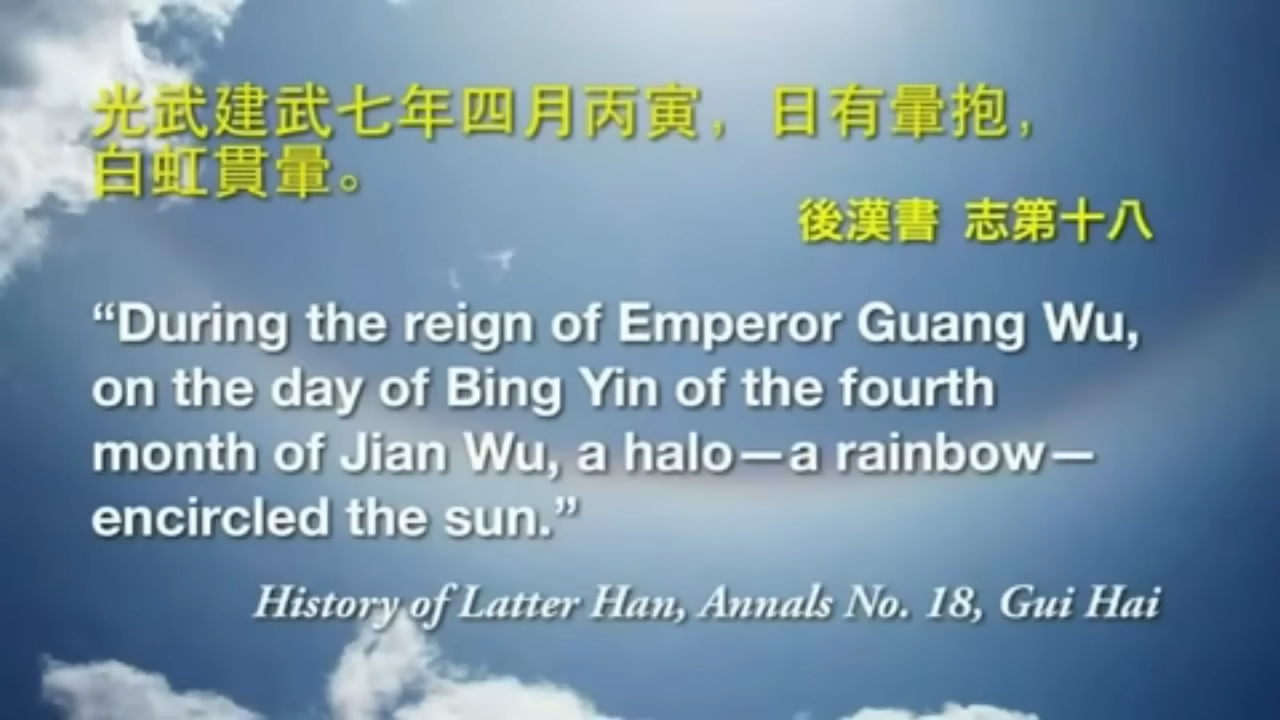 光武建武七年四月丙寅，日有暈抱，
白虹貫暈。
後漢書 志第十八
“During the reign of Emperor Guang Wu,
on the day of Bing Yin of the fourth
month of Jian Wu, a halo—a rainbow—
encircled the sun.”
History of Latter Han, Annals No. 18, Gui Hai